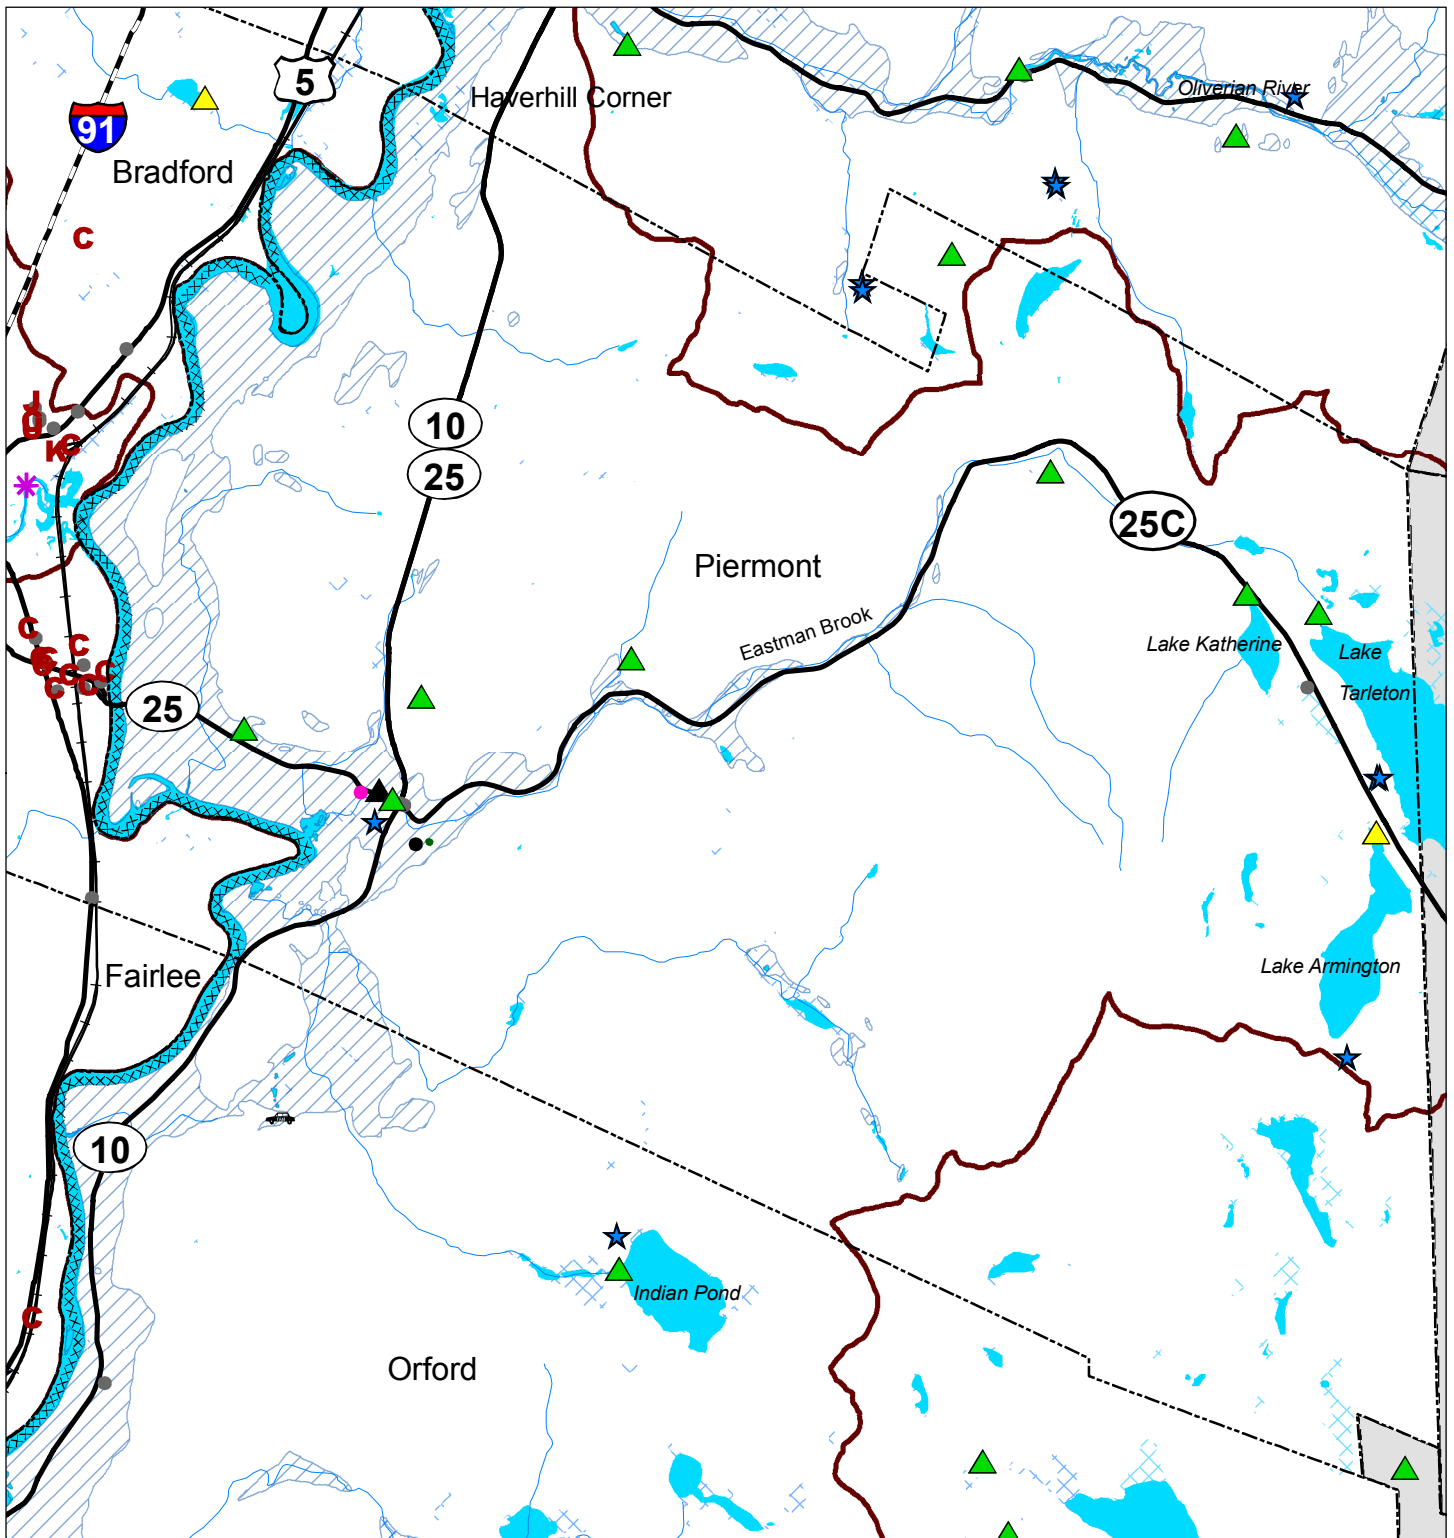 5
Haverhill Corner
Oliverian River
91
Bradford
C
10
25
J
C
K
25C
Piermont
C
C
Eastman Brook
Lake Katherine
Lake
Tarleton
C
C
C
C
25
Lake Armington
Fairlee
10
Indian Pond
C
Orford